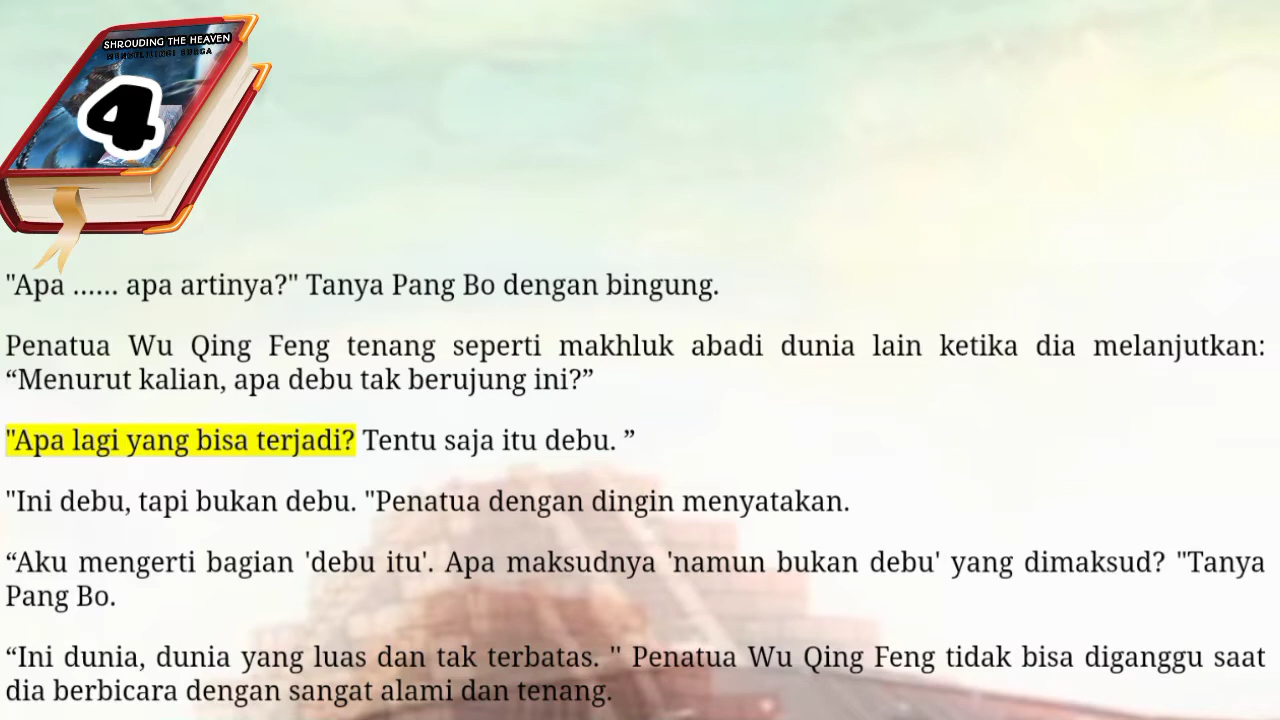 SHROUDING THE HEAVEN
4
"Apa ...... apa artinya?" Tanya Pang Bo dengan bingung.
Penatua Wu Qing Feng tenang seperti makhluk abadi dunia lain ketika dia melanjutkan:
“Menurut kalian, apa debu tak berujung ini?”
"Apa lagi yang bisa terjadi? Tentu saja itu debu. ”
"Ini debu, tapi bukan debu. "Penatua dengan dingin menyatakan.
“Aku mengerti bagian 'debu itu'. Apa maksudnya 'namun bukan debu' yang dimaksud? "Tanya
Pang Bo.
“Ini dunia, dunia yang luas dan tak terbatas. " Penatua Wu Qing Feng tidak bisa diganggu saat
dia berbicara dengan sangat alami dan tenang.